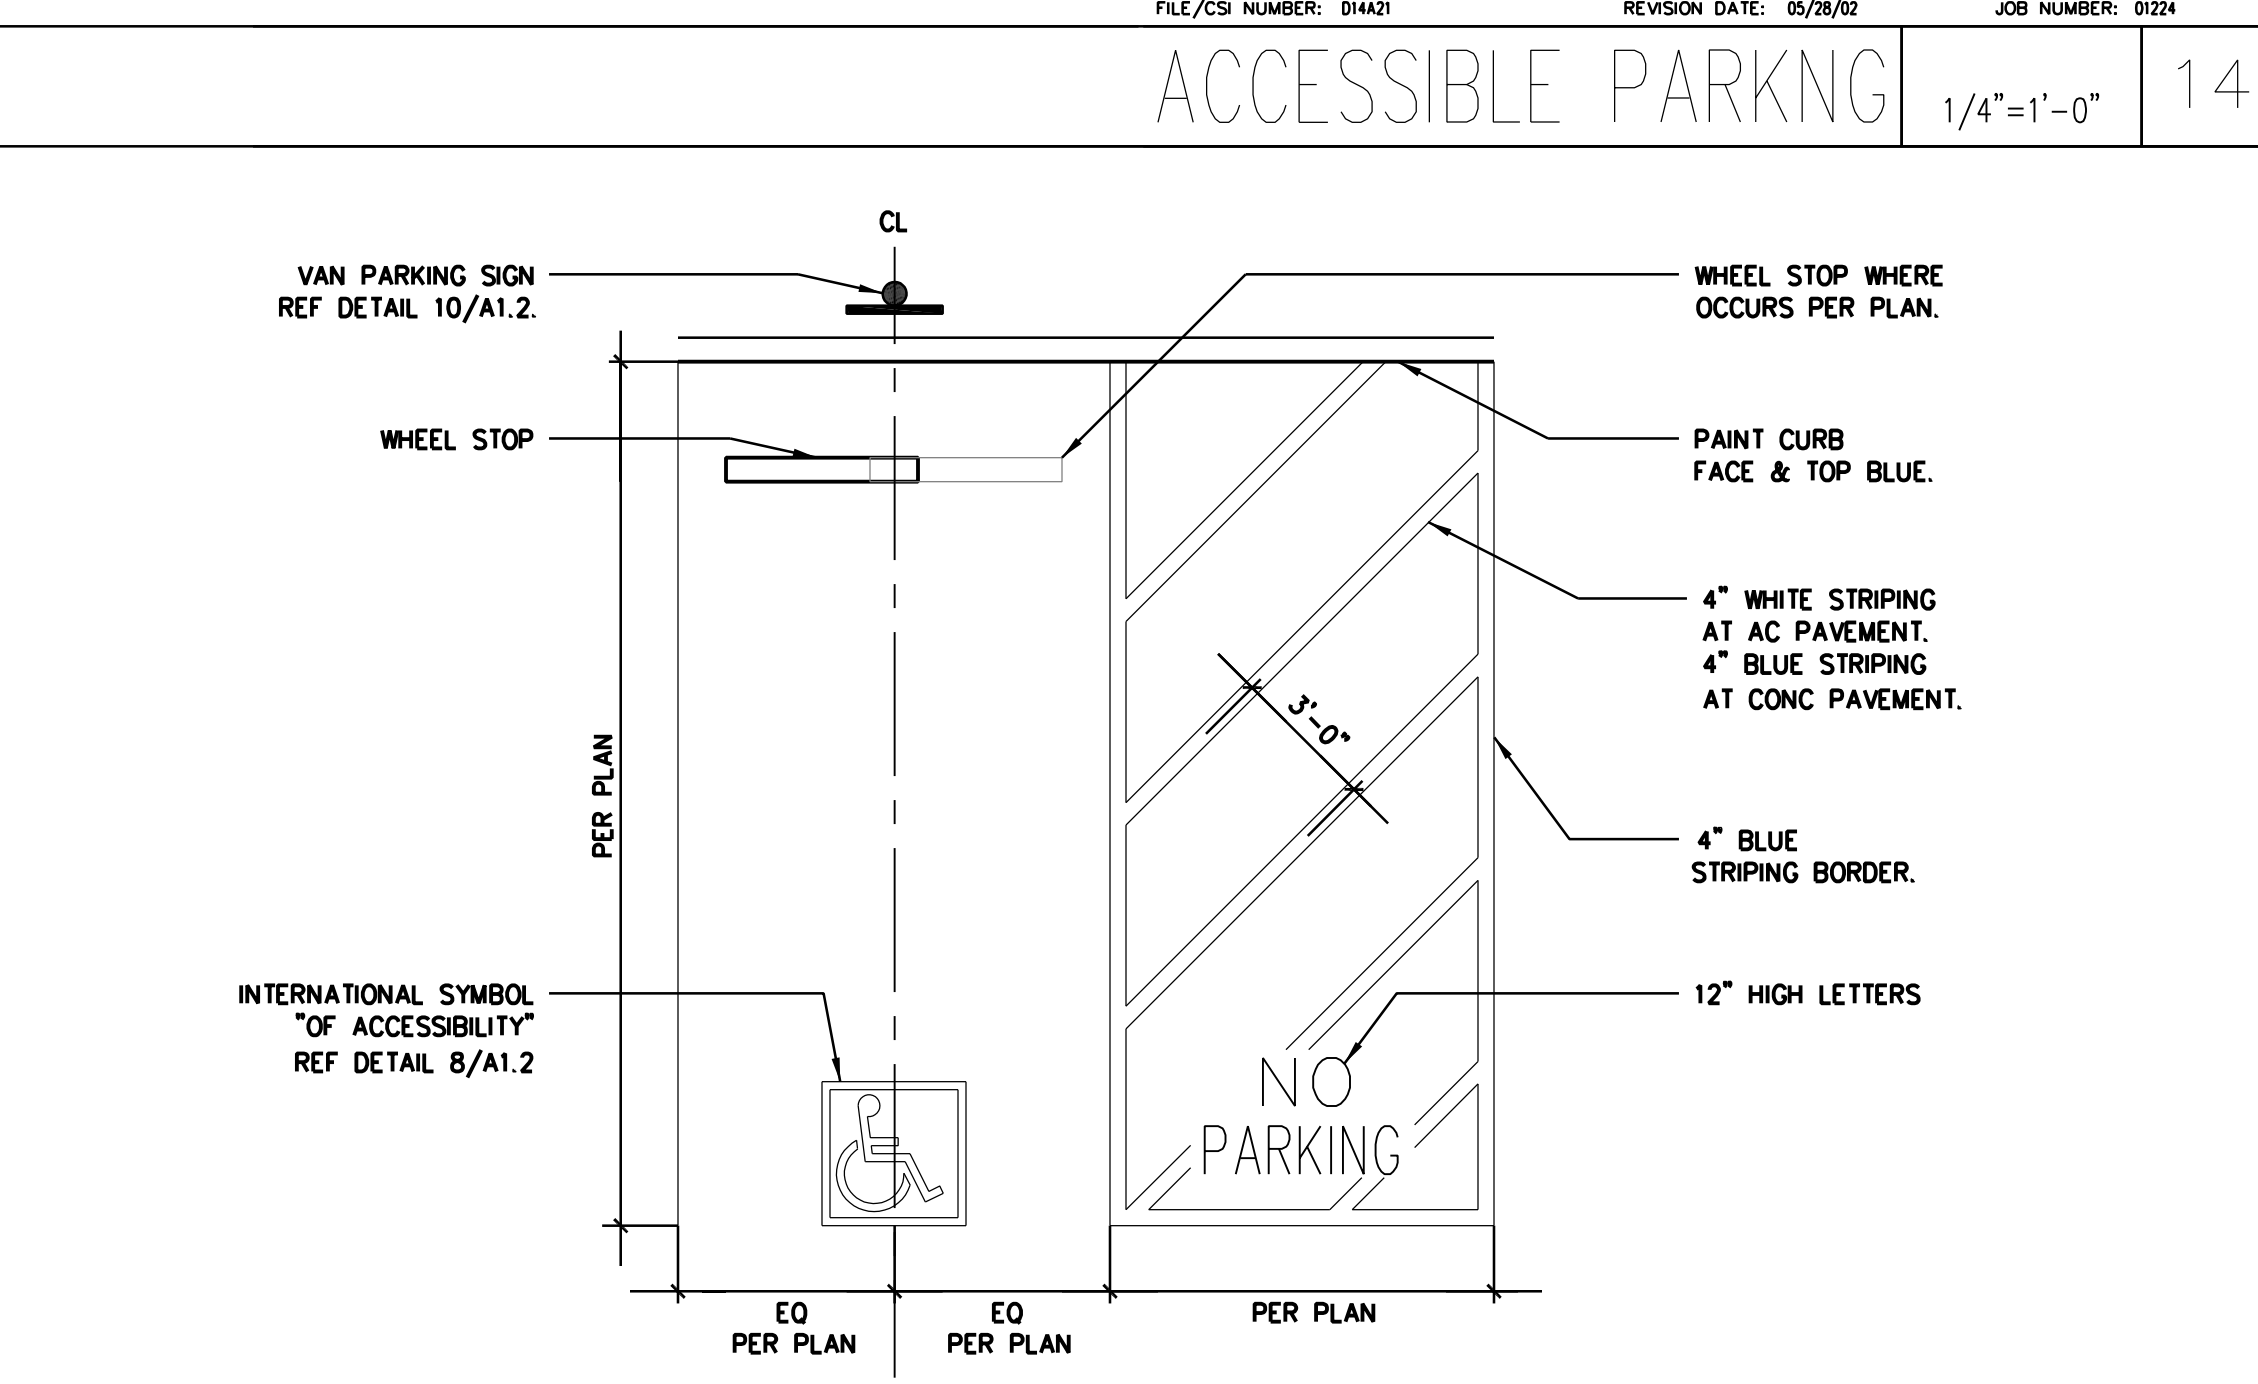 FILE/CSI NUMBER: D14A21 REVISION DATE: 05/28/02 JOB NUMBER: 01224
ACCESSIBLE PARKNG 1/4"=1'-0" 14
CL
VAN PARKING SIGN
REF DETAIL 10/A1.2.
WHEEL STOP WHERE
OCCURS PER PLAN.
WHEEL STOP
PAINT CURB
FACE & TOP BLUE.
4" WHITE STRIPING
AT AC PAVEMENT.
4" BLUE STRIPING
AT CONC PAVEMENT.
3'-0"
PER PLAN
4" BLUE
STRIPING BORDER.
INTERNATIONAL SYMBOL
"OF ACCESSIBILITY"
REF DETAIL 8/A1.2
12" HIGH LETTERS
NO
PARKING
EQ
PER PLAN
EQ
PER PLAN
PER PLAN